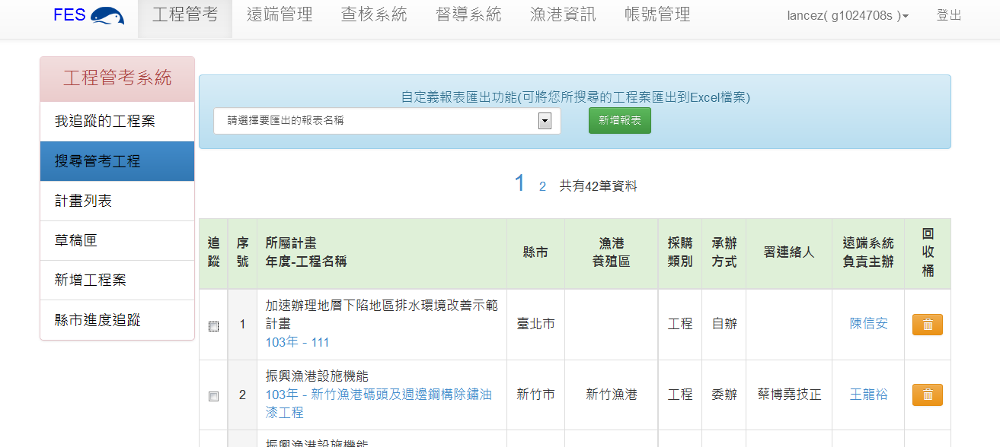 FES 工程管考 遠端管理 查核系統 督導系統 漁港資訊 帳號管理 lancez( g1024708s ) 登出
工程管考系統
我追蹤的工程案
搜尋管考工程
計畫列表
草稿匣
新增工程案
縣市進度追蹤
自定義報表匯出功能(可將您所搜尋的工程案匯出到Excel檔案)
請選擇要匯出的報表名稱 新增報表
1 2 共有42筆資料
追蹤 序號 所屬計畫 年度-工程名稱 縣市 漁港 養殖區 採購類別 承辦方式 署連絡人 遠端系統負責主辦 回收桶
1 加速辦理地層下陷地區排水環境改善示範
計畫
103年 - 111
臺北市 工程 自辦 陳信安
2 振興漁港設施機能
103年 - 新竹漁港碼頭及週邊鋼構除鏽油
漆工程
新竹市 新竹漁港 工程 委辦 蔡博堯技正 王龍裕
振興漁港設施機能